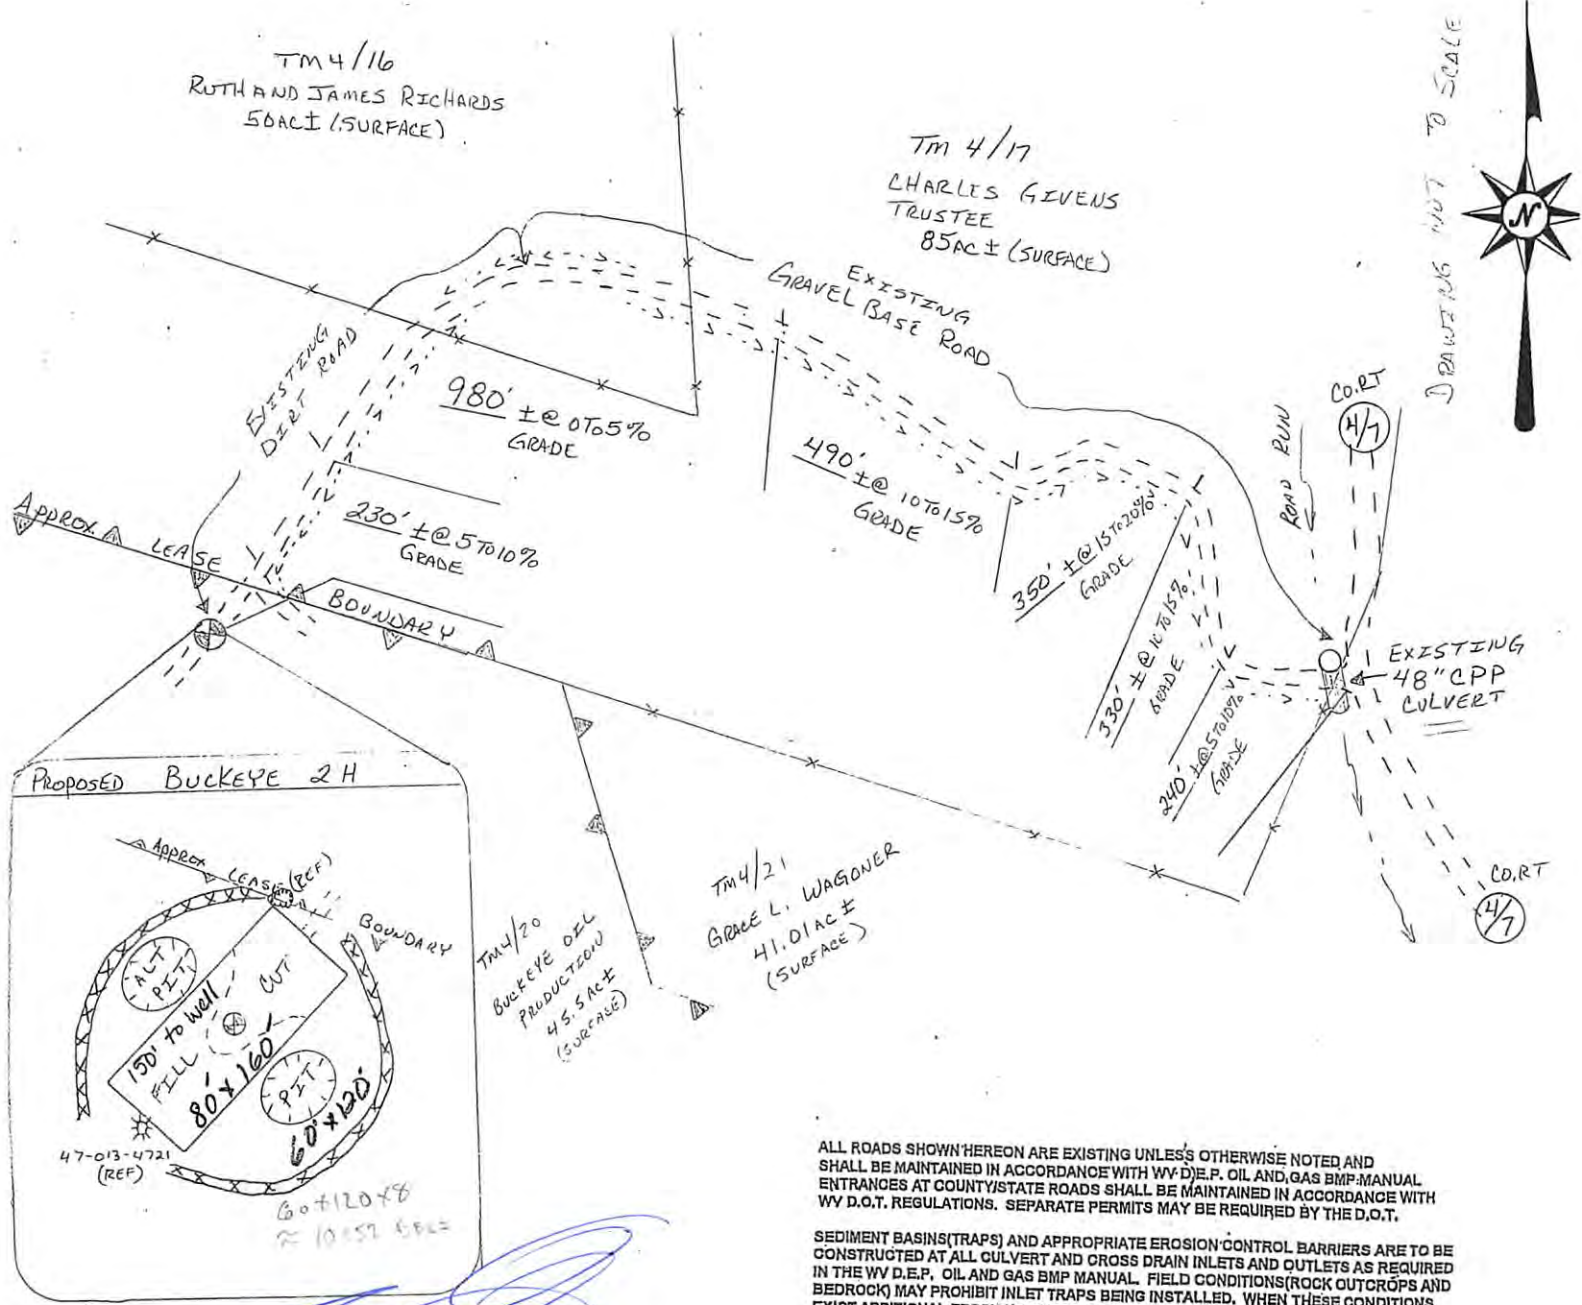 TM 4/16
RUTH AND JAMES RICHARDS
50AC± (SURFACE)
TM 4/17
CHARLES GIVENS
TRUSTEE
85AC± (SURFACE)
DRAWING NOT TO SCALE
N
EXISTING
GRAVEL BASE ROAD
EXISTING
DIRT ROAD
980' ±@ 0 TO 5%
GRADE
230' ±@ 5 TO 10%
GRADE
490' ±@ 10 TO 15%
GRADE
350' ±@ 15 TO 20%
GRADE
330' ±@ 10 TO 15%
GRADE
240' ±@ 5 TO 10%
GRADE
ROAD RUN
CO.RT
4/7
EXISTING
48" CPP
CULVERT
CO.RT
4/7
APPROX. LEASE BOUNDARY
PROPOSED BUCKEYE 2H
APPROX LEASE (REF)
BOUNDARY
ALT
PIT
CUT
150' to well
FILL
80' X 160'
PIT
60' X 120'
47-013-4721
(REF)
60 X 120 X 8
TM4/20
BUCKEYE OIL
PRODUCTION
45.5AC±
(SURFACE)
TM4/21
GRACE L. WAGONER
41.01AC±
(SURFACE)
ALL ROADS SHOWN HEREON ARE EXISTING UNLESS OTHERWISE NOTED AND
SHALL BE MAINTAINED IN ACCORDANCE WITH WV D.E.P. OIL AND GAS BMP MANUAL
ENTRANCES AT COUNTY/STATE ROADS SHALL BE MAINTAINED IN ACCORDANCE WITH
WV D.O.T. REGULATIONS. SEPARATE PERMITS MAY BE REQUIRED BY THE D.O.T.
SEDIMENT BASINS(TRAPS) AND APPROPRIATE EROSION CONTROL BARRIERS ARE TO BE
CONSTRUCTED AT ALL CULVERT AND CROSS DRAIN INLETS AND OUTLETS AS REQUIRED
IN THE WV D.E.P. OIL AND GAS BMP MANUAL. FIELD CONDITIONS(ROCK OUTCROPS AND
BEDROCK) MAY PROHIBIT INLET TRAPS BEING INSTALLED. WHEN THESE CONDITIONS